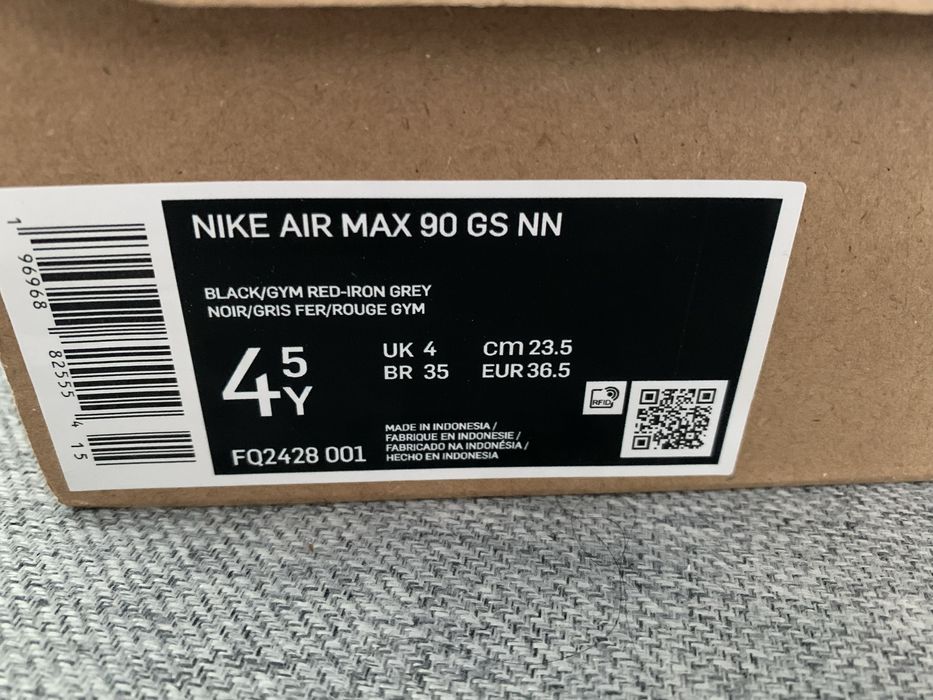 NIKE AIR MAX 90 GS NN
BLACK/GYM RED-IRON GREY
NOIR/GRIS FER/ROUGE GYM
4 5 Y
UK 4 cm 23.5
BR 35 EUR 36.5
FQ2428 001
MADE IN INDONESIA /
FABRIQUE EN INDONESIE /
FABRICADO NA INDONÉSIA /
HECHO EN INDONESIA
RFID
1 96968 82555 4 15